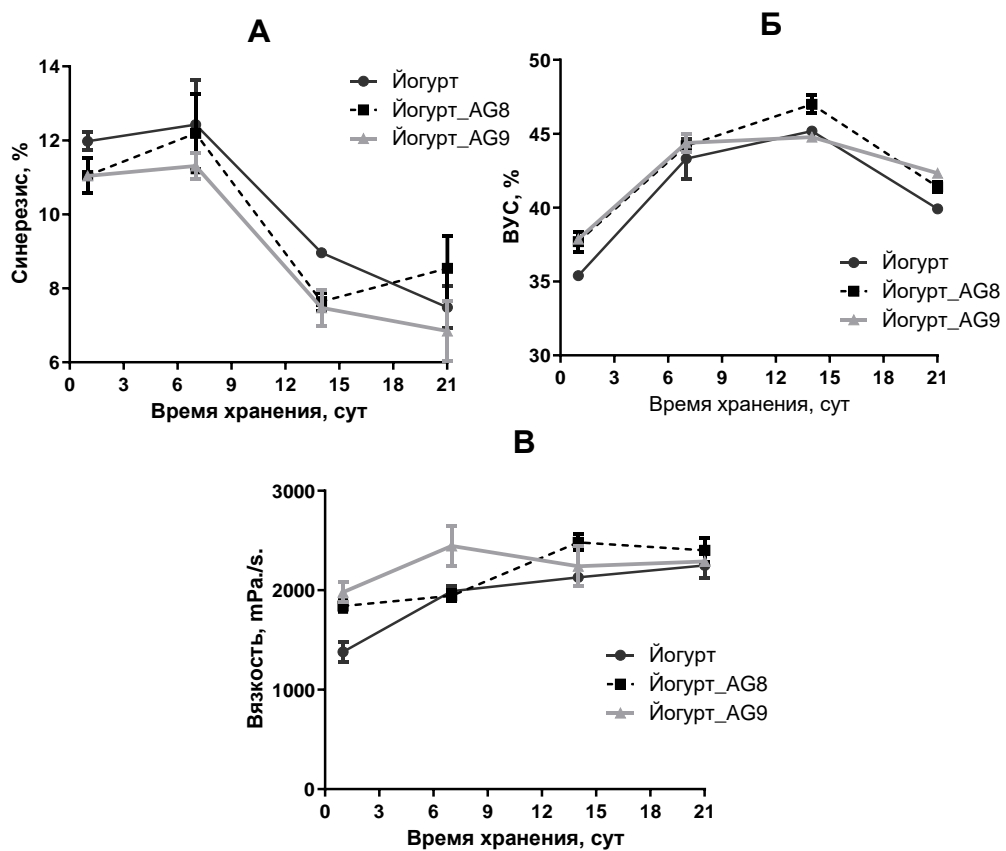 А
Синерезис, %
14
12
10
8
6
0 3 6 9 12 15 18 21
Время хранения, сут
Йогурт
Йогурт_AG8
Йогурт_AG9
Б
ВУС, %
50
45
40
35
30
0 3 6 9 12 15 18 21
Время хранения, сут
Йогурт
Йогурт_AG8
Йогурт_AG9
В
Вязкость, mPa./s.
3000
2000
1000
0
0 3 6 9 12 15 18 21
Время хранения, сут
Йогурт
Йогурт_AG8
Йогурт_AG9